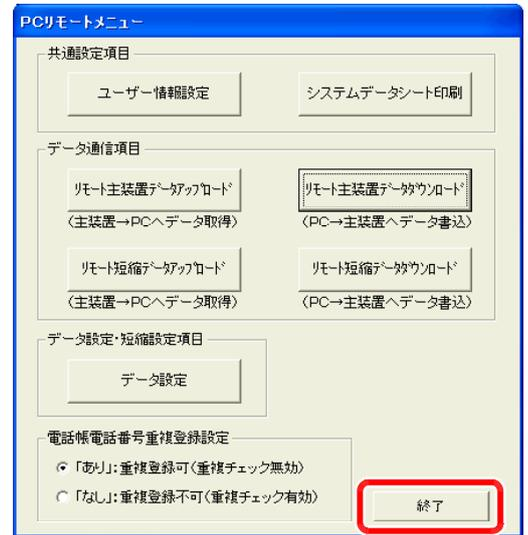 PCリモートメニュー
共通設定項目
ユーザー情報設定
システムデータシート印刷
データ通信項目
ﾘﾓｰﾄ主装置ﾃﾞｰﾀｱｯﾌﾟﾛｰﾄﾞ
ﾘﾓｰﾄ主装置ﾃﾞｰﾀﾀﾞｳﾝﾛｰﾄﾞ
(主装置→PCへデータ取得)
(PC→主装置へデータ書込)
ﾘﾓｰﾄ短縮ﾃﾞｰﾀｱｯﾌﾟﾛｰﾄﾞ
ﾘﾓｰﾄ短縮ﾃﾞｰﾀﾀﾞｳﾝﾛｰﾄﾞ
(主装置→PCへデータ取得)
(PC→主装置へデータ書込)
データ設定・短縮設定項目
データ設定
電話帳電話番号重複登録設定
「あり」：重複登録可(重複チェック無効)
「なし」：重複登録不可(重複チェック有効)
終了